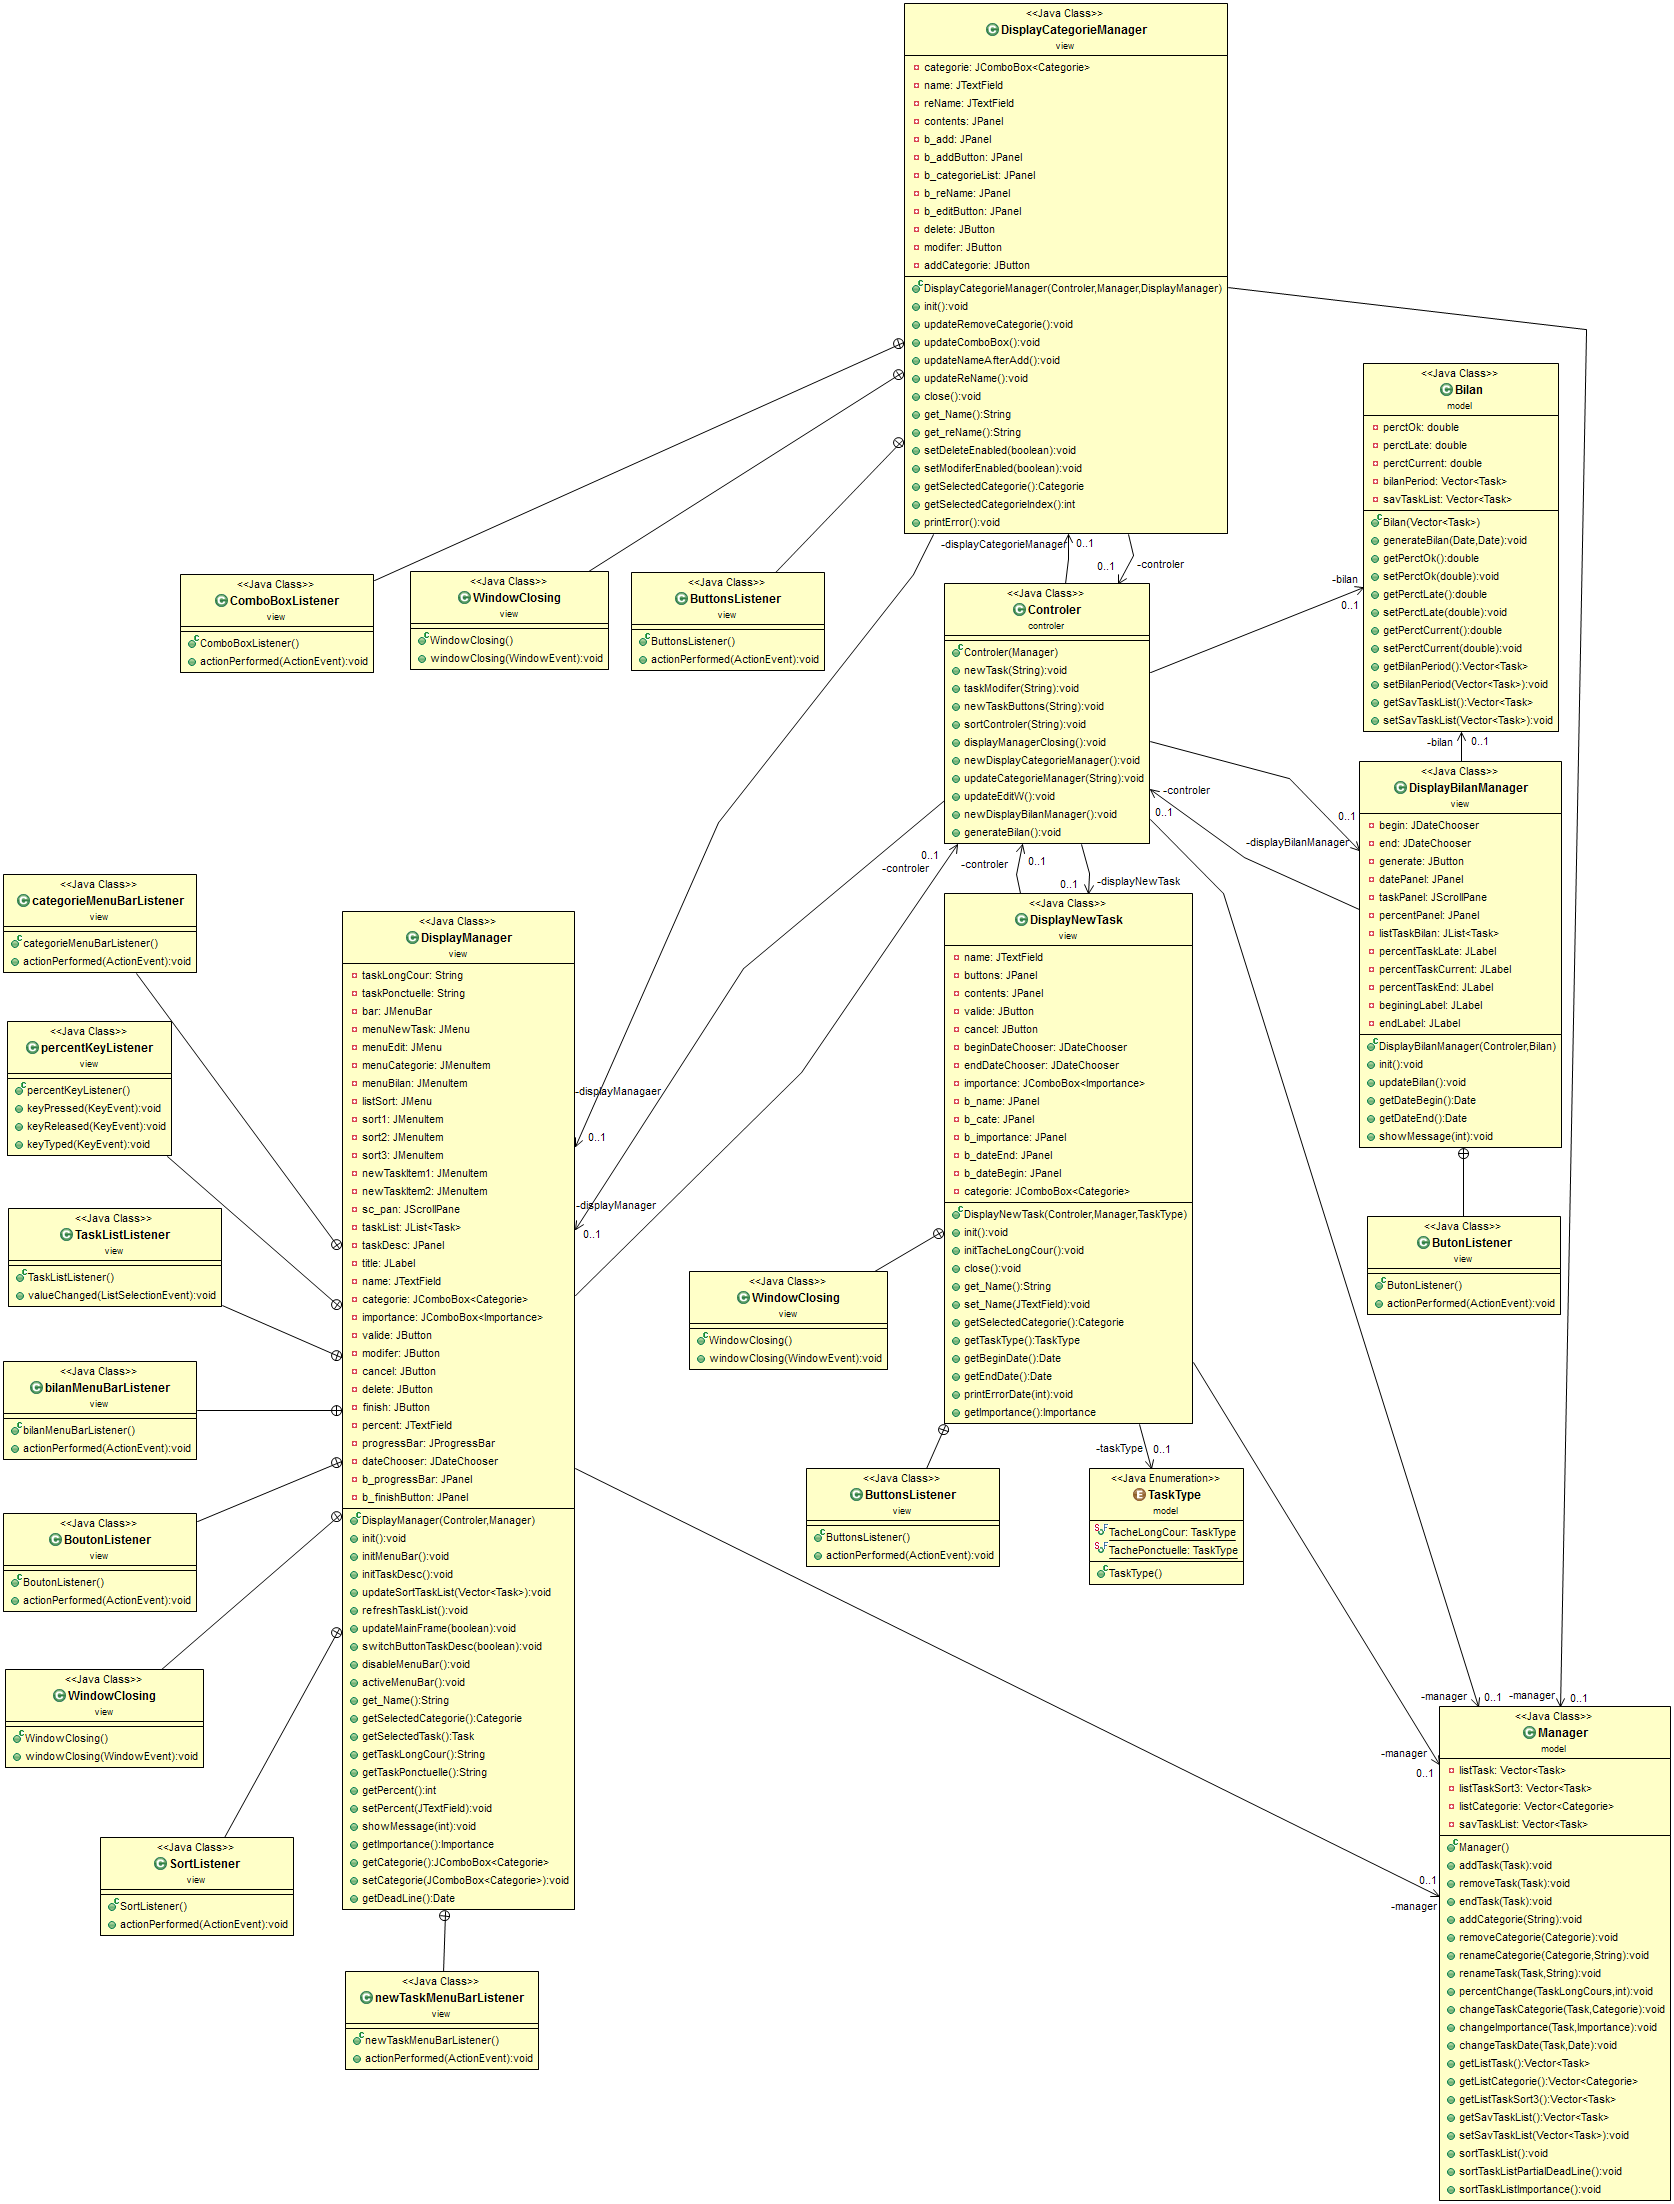 <<Java Class>>
DisplayCategorieManager
view
categorie: JComboBox<Categorie>
name: JTextField
reName: JTextField
contents: JPanel
b_add: JPanel
b_addButton: JPanel
b_categorieList: JPanel
b_reName: JPanel
b_editButton: JPanel
delete: JButton
modifer: JButton
addCategorie: JButton
DisplayCategorieManager(Controler,Manager,DisplayManager)
init():void
updateRemoveCategorie():void
updateComboBox():void
updateNameAfterAdd():void
updateReName():void
close():void
get_Name():String
get_reName():String
setDeleteEnabled(boolean):void
setModiferEnabled(boolean):void
getSelectedCategorie():Categorie
getSelectedCategorieIndex():int
printError():void
<<Java Class>>
Bilan
model
perctOk: double
perctLate: double
perctCurrent: double
bilanPeriod: Vector<Task>
savTaskList: Vector<Task>
Bilan(Vector<Task>)
generateBilan(Date,Date):void
getPerctOk():double
setPerctOk(double):void
getPerctLate():double
setPerctLate(double):void
getPerctCurrent():double
setPerctCurrent(double):void
getBilanPeriod():Vector<Task>
setBilanPeriod(Vector<Task>):void
getSavTaskList():Vector<Task>
setSavTaskList(Vector<Task>):void
-displayCategorieManager
0..1
-controler
0..1
<<Java Class>>
ComboBoxListener
view
ComboBoxListener()
actionPerformed(ActionEvent):void
<<Java Class>>
WindowClosing
view
WindowClosing()
windowClosing(WindowEvent):void
<<Java Class>>
ButtonsListener
view
ButtonsListener()
actionPerformed(ActionEvent):void
<<Java Class>>
Controler
controler
Controler(Manager)
newTask(String):void
taskModifer(String):void
newTaskButtons(String):void
sortControler(String):void
displayManagerClosing():void
newDisplayCategorieManager():void
updateCategorieManager(String):void
updateEditW():void
newDisplayBilanManager():void
generateBilan():void
-bilan
0..1
-bilan
0..1
<<Java Class>>
DisplayBilanManager
view
begin: JDateChooser
end: JDateChooser
generate: JButton
datePanel: JPanel
taskPanel: JScrollPane
percentPanel: JPanel
listTaskBilan: JList<Task>
percentTaskLate: JLabel
percentTaskCurrent: JLabel
percentTaskEnd: JLabel
beginingLabel: JLabel
endLabel: JLabel
DisplayBilanManager(Controler,Bilan)
init():void
updateBilan():void
getDateBegin():Date
getDateEnd():Date
showMessage(int):void
-controler
0..1
0..1
-displayBilanManager
0..1
-controler
-controler
0..1
0..1
-displayNewTask
<<Java Class>>
categorieMenuBarListener
view
categorieMenuBarListener()
actionPerformed(ActionEvent):void
<<Java Class>>
percentKeyListener
view
percentKeyListener()
keyPressed(KeyEvent):void
keyReleased(KeyEvent):void
keyTyped(KeyEvent):void
<<Java Class>>
TaskListListener
view
TaskListListener()
valueChanged(ListSelectionEvent):void
<<Java Class>>
bilanMenuBarListener
view
bilanMenuBarListener()
actionPerformed(ActionEvent):void
<<Java Class>>
BoutonListener
view
BoutonListener()
actionPerformed(ActionEvent):void
<<Java Class>>
WindowClosing
view
WindowClosing()
windowClosing(WindowEvent):void
<<Java Class>>
SortListener
view
SortListener()
actionPerformed(ActionEvent):void
<<Java Class>>
DisplayManager
view
taskLongCour: String
taskPonctuelle: String
bar: JMenuBar
menuNewTask: JMenu
menuEdit: JMenu
menuCategorie: JMenuItem
menuBilan: JMenuItem
listSort: JMenu
sort1: JMenuItem
sort2: JMenuItem
sort3: JMenuItem
newTaskItem1: JMenuItem
newTaskItem2: JMenuItem
sc_pan: JScrollPane
taskList: JList<Task>
taskDesc: JPanel
title: JLabel
name: JTextField
categorie: JComboBox<Categorie>
importance: JComboBox<Importance>
valide: JButton
modifer: JButton
cancel: JButton
delete: JButton
finish: JButton
percent: JTextField
progressBar: JProgressBar
dateChooser: JDateChooser
b_progressBar: JPanel
b_finishButton: JPanel
DisplayManager(Controler,Manager)
init():void
initMenuBar():void
initTaskDesc():void
updateSortTaskList(Vector<Task>):void
refreshTaskList():void
updateMainFrame(boolean):void
switchButtonTaskDesc(boolean):void
disableMenuBar():void
activeMenuBar():void
get_Name():String
getSelectedCategorie():Categorie
getSelectedTask():Task
getTaskLongCour():String
getTaskPonctuelle():String
getPercent():int
setPercent(JTextField):void
showMessage(int):void
getImportance():Importance
getCategorie():JComboBox<Categorie>
setCategorie(JComboBox<Categorie>):void
getDeadLine():Date
-displayManagaer
0..1
-displayManager
0..1
<<Java Class>>
newTaskMenuBarListener
view
newTaskMenuBarListener()
actionPerformed(ActionEvent):void
<<Java Class>>
DisplayNewTask
view
name: JTextField
buttons: JPanel
contents: JPanel
valide: JButton
cancel: JButton
beginDateChooser: JDateChooser
endDateChooser: JDateChooser
importance: JComboBox<Importance>
b_name: JPanel
b_cate: JPanel
b_importance: JPanel
b_dateEnd: JPanel
b_dateBegin: JPanel
categorie: JComboBox<Categorie>
DisplayNewTask(Controler,Manager,TaskType)
init():void
initTacheLongCour():void
close():void
get_Name():String
set_Name(JTextField):void
getSelectedCategorie():Categorie
getTaskType():TaskType
getBeginDate():Date
getEndDate():Date
printErrorDate(int):void
getImportance():Importance
<<Java Class>>
WindowClosing
view
WindowClosing()
windowClosing(WindowEvent):void
<<Java Class>>
ButtonsListener
view
ButtonsListener()
actionPerformed(ActionEvent):void
-taskType
0..1
<<Java Enumeration>>
TaskType
model
TacheLongCour: TaskType
TachePonctuelle: TaskType
TaskType()
<<Java Class>>
ButonListener
view
ButonListener()
actionPerformed(ActionEvent):void
-manager
0..1
-manager
0..1
-manager
0..1
0..1
-manager
<<Java Class>>
Manager
model
listTask: Vector<Task>
listTaskSort3: Vector<Task>
listCategorie: Vector<Categorie>
savTaskList: Vector<Task>
Manager()
addTask(Task):void
removeTask(Task):void
endTask(Task):void
addCategorie(String):void
removeCategorie(Categorie):void
renameCategorie(Categorie,String):void
renameTask(Task,String):void
percentChange(TaskLongCours,int):void
changeTaskCategorie(Task,Categorie):void
changeImportance(Task,Importance):void
changeTaskDate(Task,Date):void
getListTask():Vector<Task>
getListCategorie():Vector<Categorie>
getListTaskSort3():Vector<Task>
getSavTaskList():Vector<Task>
setSavTaskList(Vector<Task>):void
sortTaskList():void
sortTaskListPartialDeadLine():void
sortTaskListImportance():void